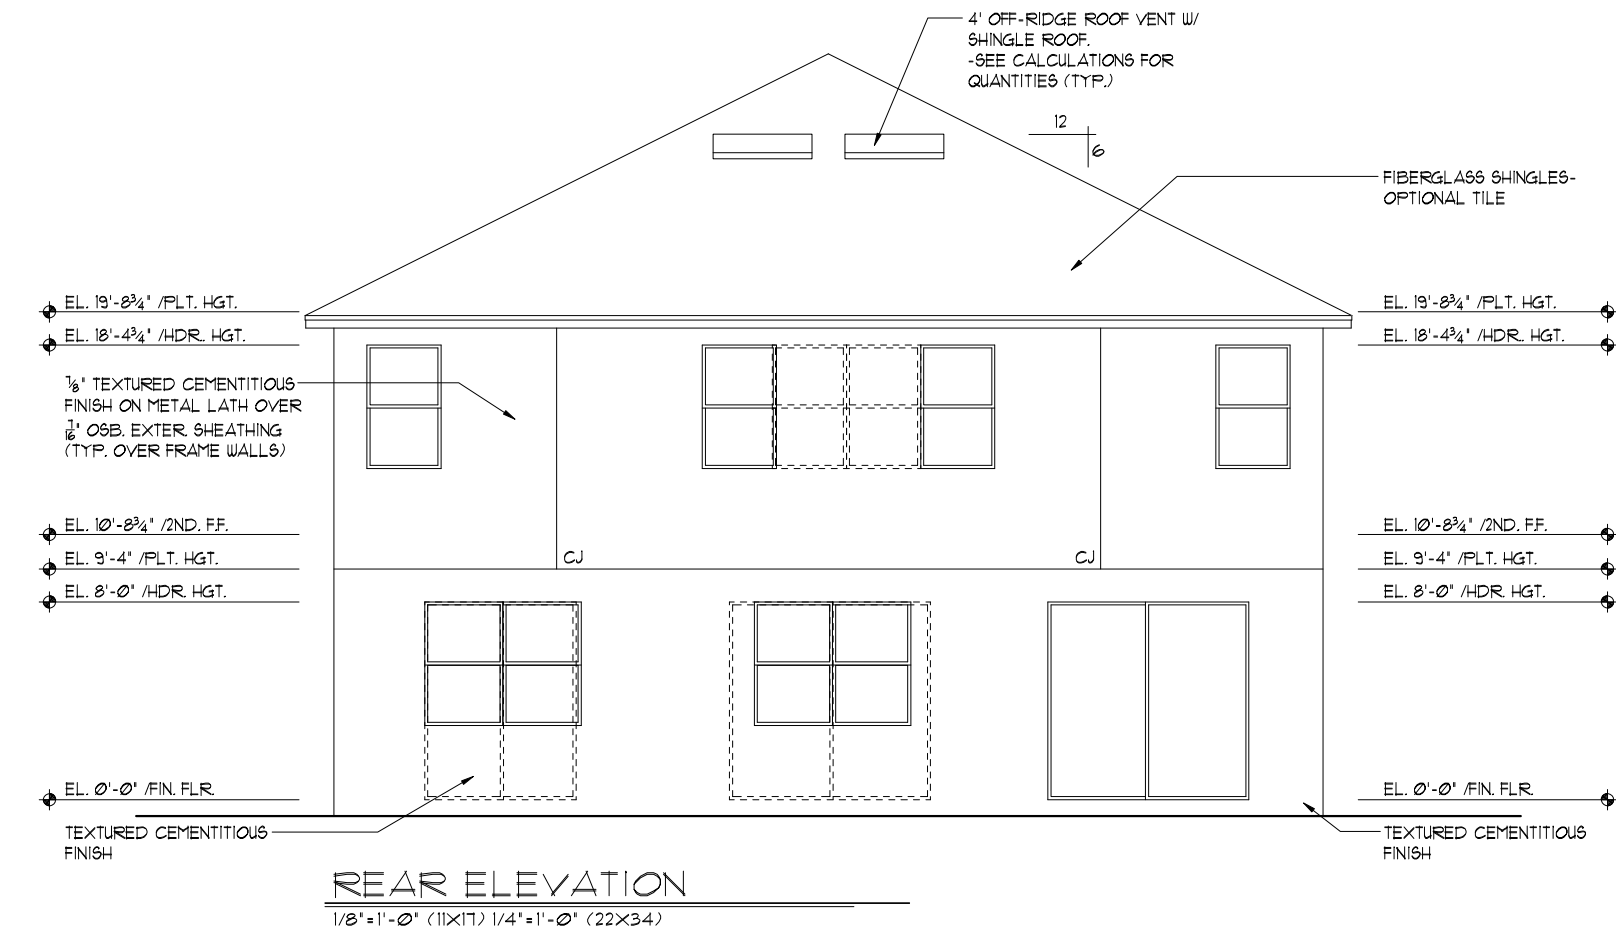 4' OFF-RIDGE ROOF VENT W/
SHINGLE ROOF.
-SEE CALCULATIONS FOR
QUANTITIES (TYP.)
12
6
FIBERGLASS SHINGLES-
OPTIONAL TILE
EL. 19'-8¾" /PLT. HGT.
EL. 18'-4¾" /HDR. HGT.
EL. 19'-8¾" /PLT. HGT.
EL. 18'-4¾" /HDR. HGT.
⅞" TEXTURED CEMENTITIOUS
FINISH ON METAL LATH OVER
7/16" OSB. EXTER. SHEATHING
(TYP. OVER FRAME WALLS)
EL. 10'-8¾" /2ND. F.F.
EL. 9'-4" /PLT. HGT.
EL. 8'-0" /HDR. HGT.
CJ
CJ
EL. 10'-8¾" /2ND. F.F.
EL. 9'-4" /PLT. HGT.
EL. 8'-0" /HDR. HGT.
EL. 0'-0" /FIN. FLR.
EL. 0'-0" /FIN. FLR.
TEXTURED CEMENTITIOUS
FINISH
TEXTURED CEMENTITIOUS
FINISH
REAR ELEVATION
1/8"=1'-0" (11X17) 1/4"=1'-0" (22X34)